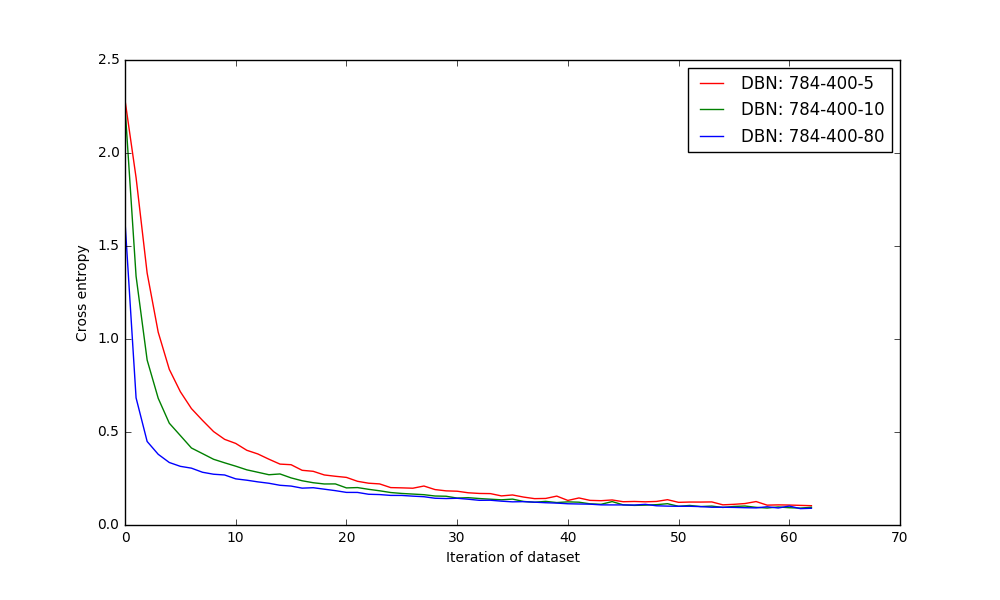 2.5
2.0
1.5
1.0
0.5
0.0
Cross entropy
DBN: 784-400-5
DBN: 784-400-10
DBN: 784-400-80
0 10 20 30 40 50 60 70
Iteration of dataset